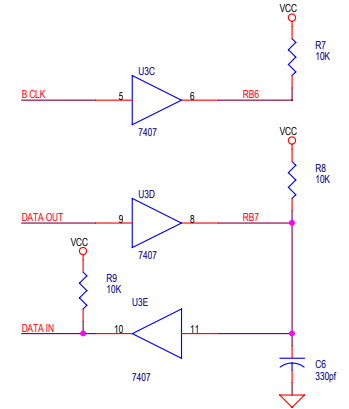 VCC
R7
10K
U3C
B CLK
5
6
RB6
7407
VCC
R8
10K
U3D
DATA OUT
9
8
RB7
7407
VCC
R9
10K
U3E
DATA IN
10
11
7407
C6
330pf